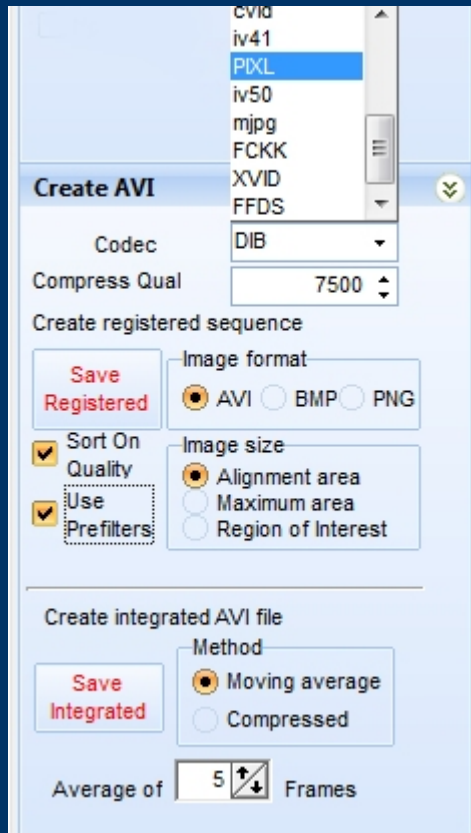 cvid
iv41
PIXL
iv50
mjpg
FCKK
XVID
FFDS
Create AVI
Codec DIB
Compress Qual 7500
Create registered sequence
Save
Registered
Image format
AVI BMP PNG
Sort On
Quality
Use
Prefilters
Image size
Alignment area
Maximum area
Region of Interest
Create integrated AVI file
Save
Integrated
Method
Moving average
Compressed
Average of 5 Frames